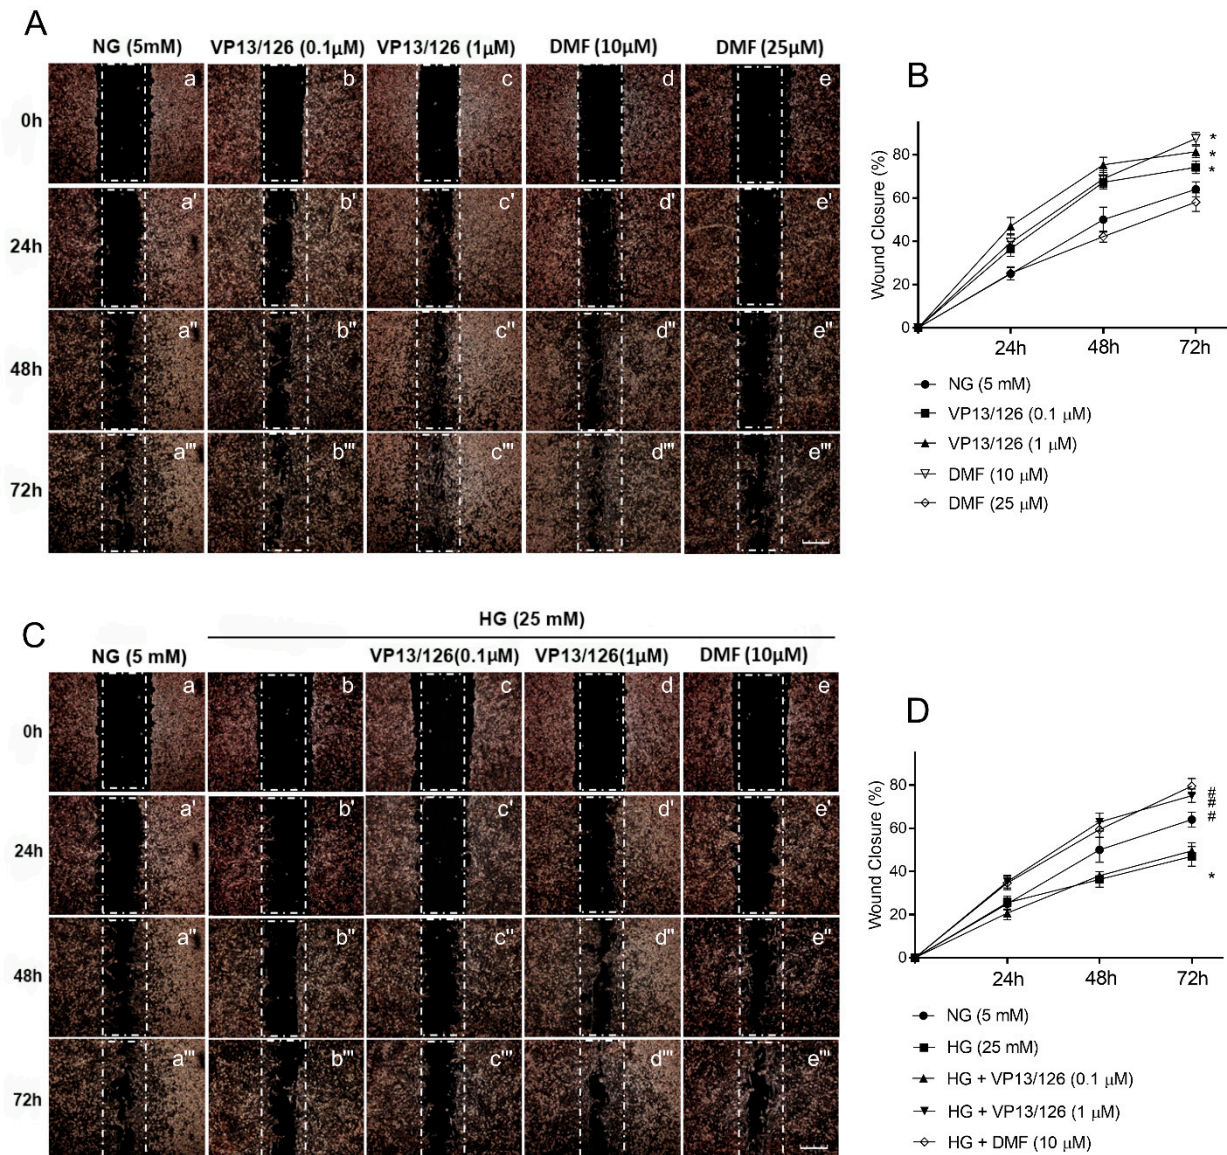 A
NG (5mM) VP13/126 (0.1μM) VP13/126 (1μM) DMF (10μM) DMF (25μM)
0h a b c d e
24h a' b' c' d' e'
48h a" b" c" d" e"
72h a''' b''' c''' d''' e'''
B
Wound Closure (%)
80
60
40
20
0
24h 48h 72h
*
*
*
NG (5 mM)
VP13/126 (0.1 μM)
VP13/126 (1 μM)
DMF (10 μM)
DMF (25 μM)
C
HG (25 mM)
NG (5 mM) VP13/126(0.1μM) VP13/126(1μM) DMF (10μM)
0h a b c d e
24h a' b' c' d' e'
48h a" b" c" d" e"
72h a''' b''' c''' d''' e'''
D
Wound Closure (%)
80
60
40
20
0
24h 48h 72h
#
#
#
*
NG (5 mM)
HG (25 mM)
HG + VP13/126 (0.1 μM)
HG + VP13/126 (1 μM)
HG + DMF (10 μM)